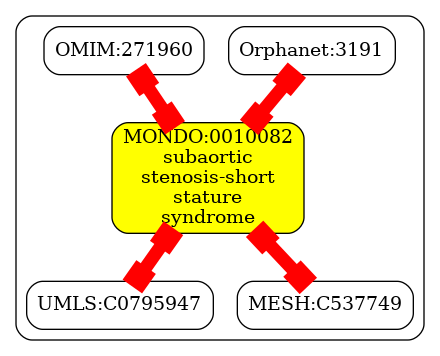 OMIM:271960
Orphanet:3191
MONDO:0010082
subaortic
stenosis-short
stature
syndrome
UMLS:C0795947
MESH:C537749